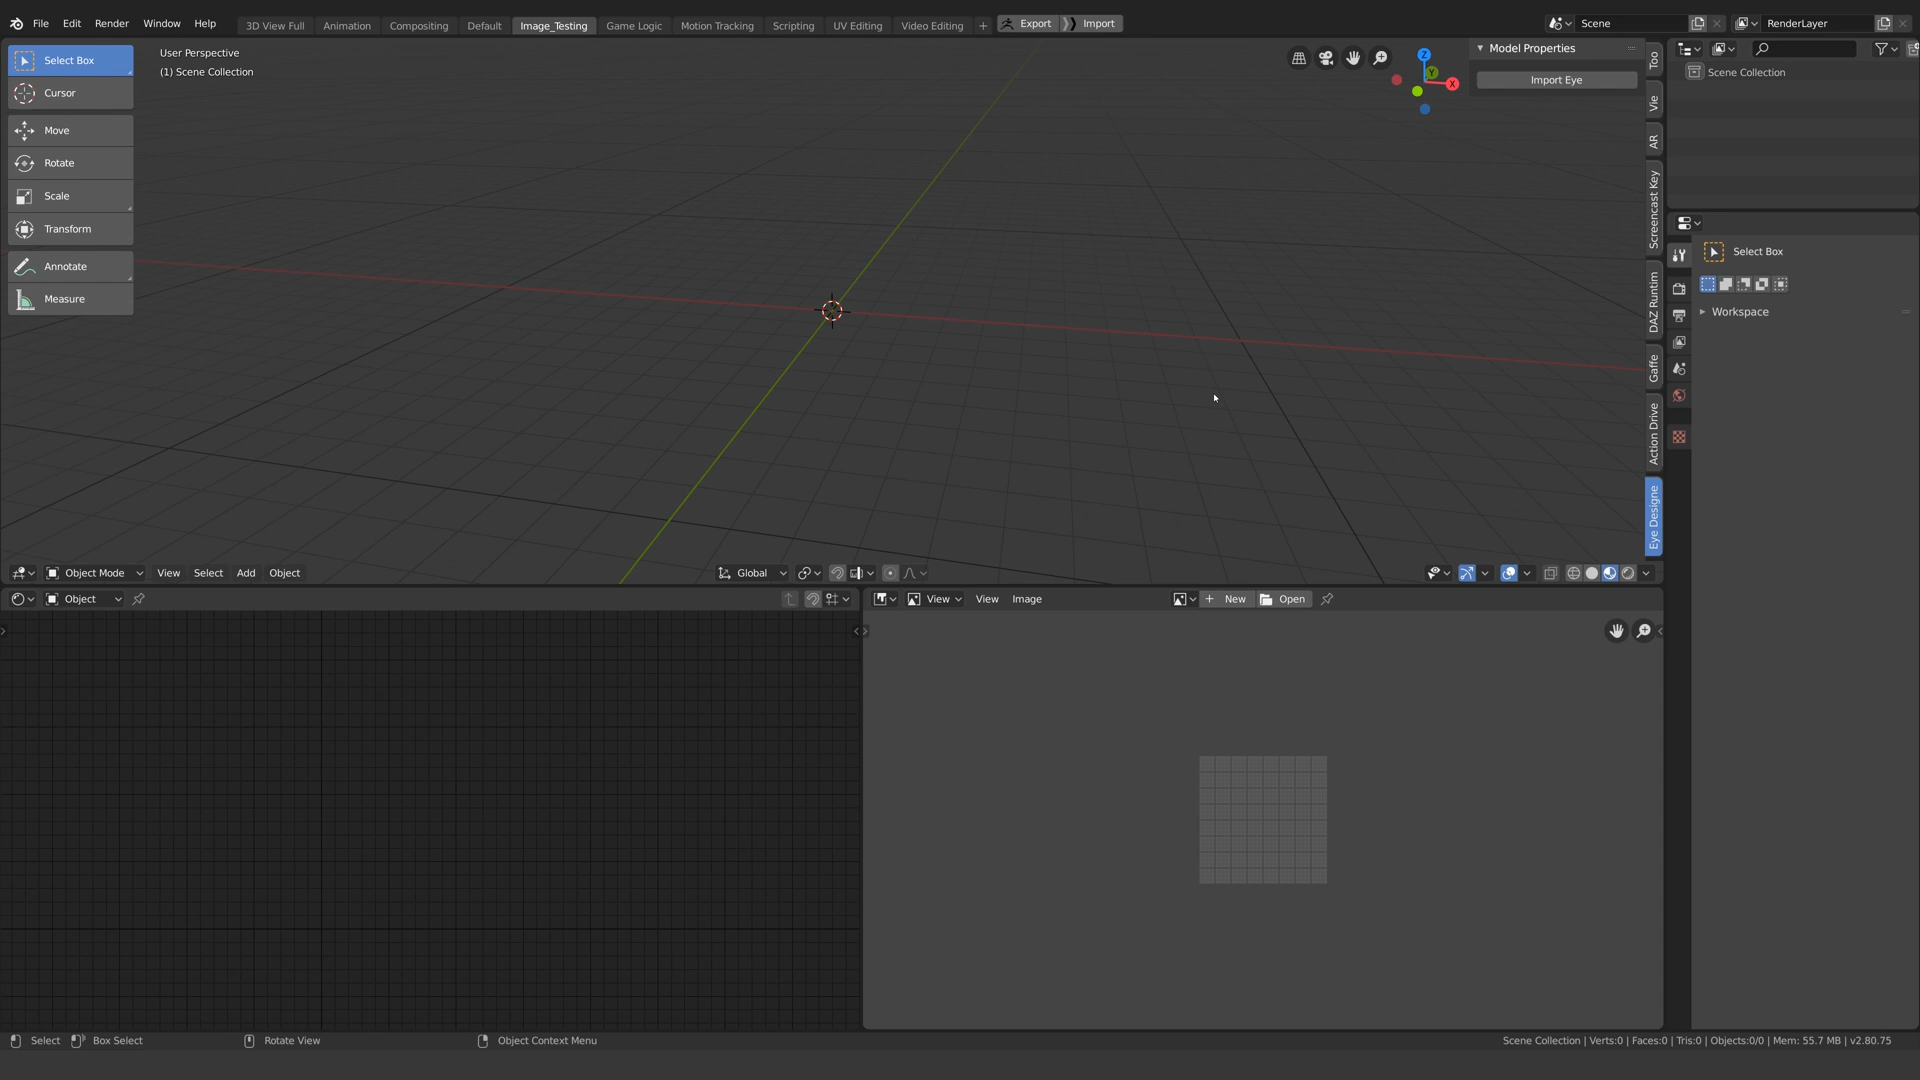 File Edit Render Window Help 3D View Full Animation Compositing Default Image_Testing Game Logic Motion Tracking Scripting UV Editing Video Editing + Export Import Scene RenderLayer
Select Box
Cursor
Move
Rotate
Scale
Transform
Annotate
Measure
User Perspective
(1) Scene Collection
Z
Y
X
Model Properties
Import Eye
Too
Vie
AR
Screencast Key
DAZ Runtim
Gaffe
Action Drive
Eye Designe
Scene Collection
Select Box
Workspace
Object Mode View Select Add Object Global
Object
View View Image + New Open
Select Box Select Rotate View Object Context Menu
Scene Collection | Verts:0 | Faces:0 | Tris:0 | Objects:0/0 | Mem: 55.7 MB | v2.80.75